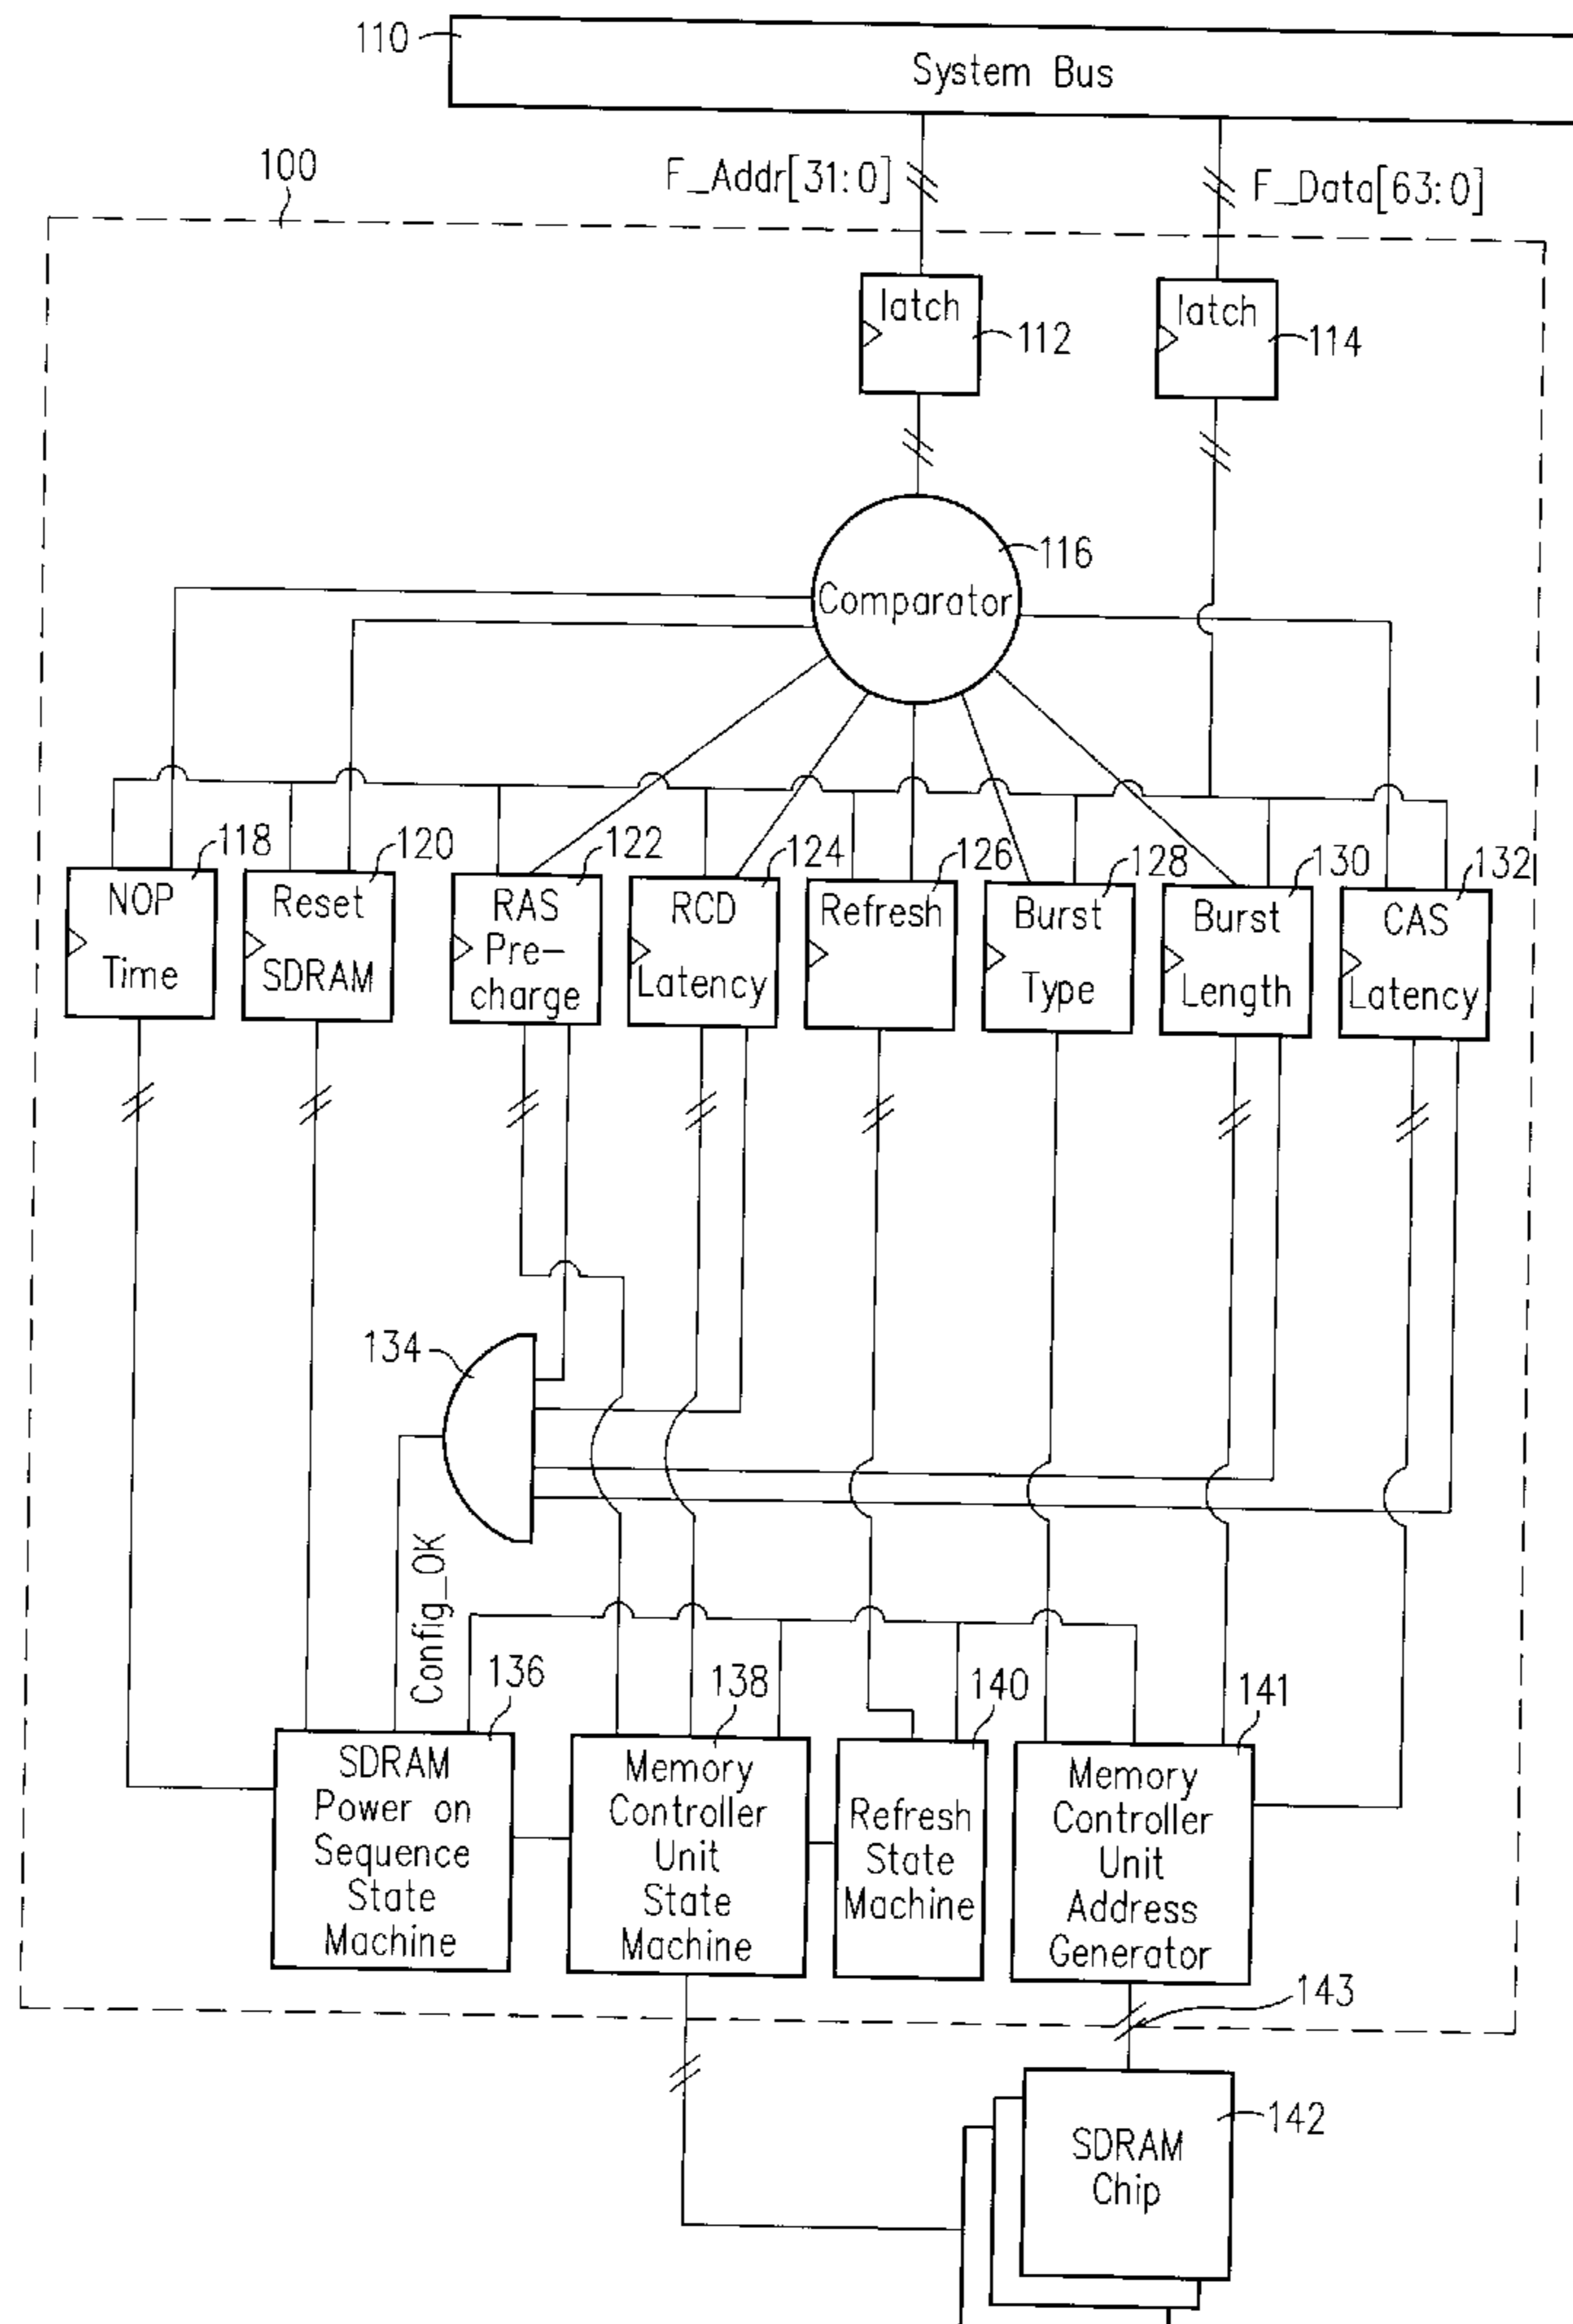 110
System Bus
100
F_Addr[31:0]
F_Data[63:0]
latch
112
latch
114
116
Comparator
118
120
122
124
126
128
130
132
NOP
Time
Reset
SDRAM
RAS
Pre-
charge
RCD
Latency
Refresh
Burst
Type
Burst
Length
CAS
Latency
134
Config_OK
136
138
140
141
SDRAM
Power on
Sequence
State
Machine
Memory
Controller
Unit
State
Machine
Refresh
State
Machine
Memory
Controller
Unit
Address
Generator
143
142
SDRAM
Chip